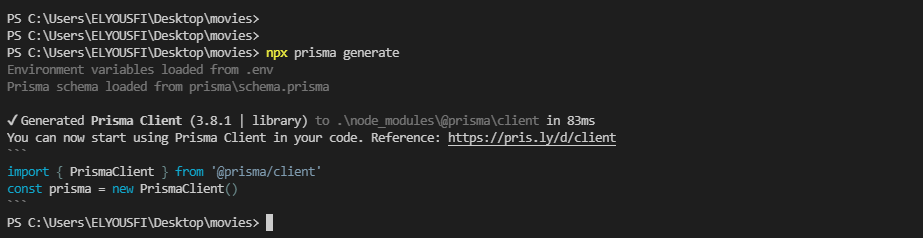 PS C:\Users\ELYOUSFI\Desktop\movies>
PS C:\Users\ELYOUSFI\Desktop\movies>
PS C:\Users\ELYOUSFI\Desktop\movies> npx prisma generate
Environment variables loaded from .env
Prisma schema loaded from prisma\schema.prisma
✔ Generated Prisma Client (3.8.1 | library) to .\node_modules\@prisma\client in 83ms
You can now start using Prisma Client in your code. Reference: https://pris.ly/d/client
```
import { PrismaClient } from '@prisma/client'
const prisma = new PrismaClient()
```
PS C:\Users\ELYOUSFI\Desktop\movies>